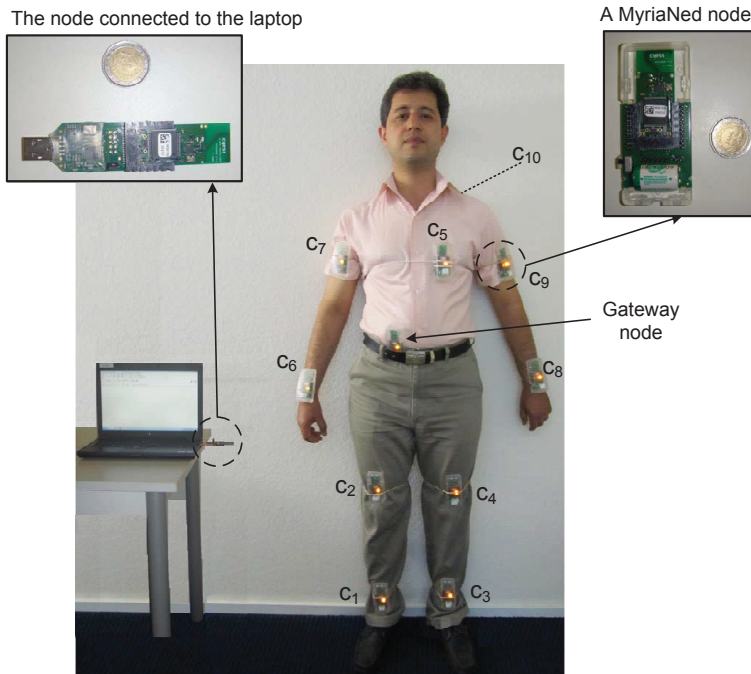 The node connected to the laptop
A MyriaNed node
C10
C7
C5
C9
Gateway
node
C6
C8
C2
C4
C1
C3